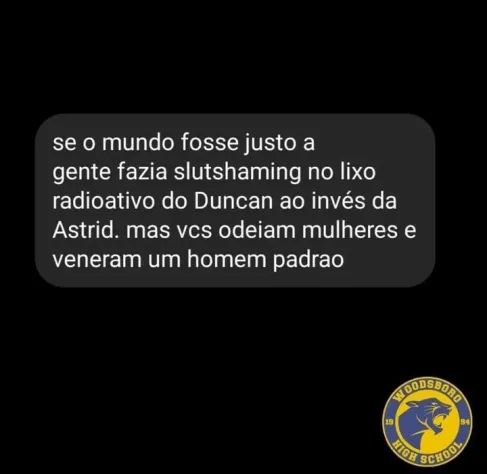 se o mundo fosse justo a
gente fazia slutshaming no lixo
radioativo do Duncan ao invés da
Astrid. mas vcs odeiam mulheres e
veneram um homem padrao
WOODSBORO
19 94
HIGH SCHOOL